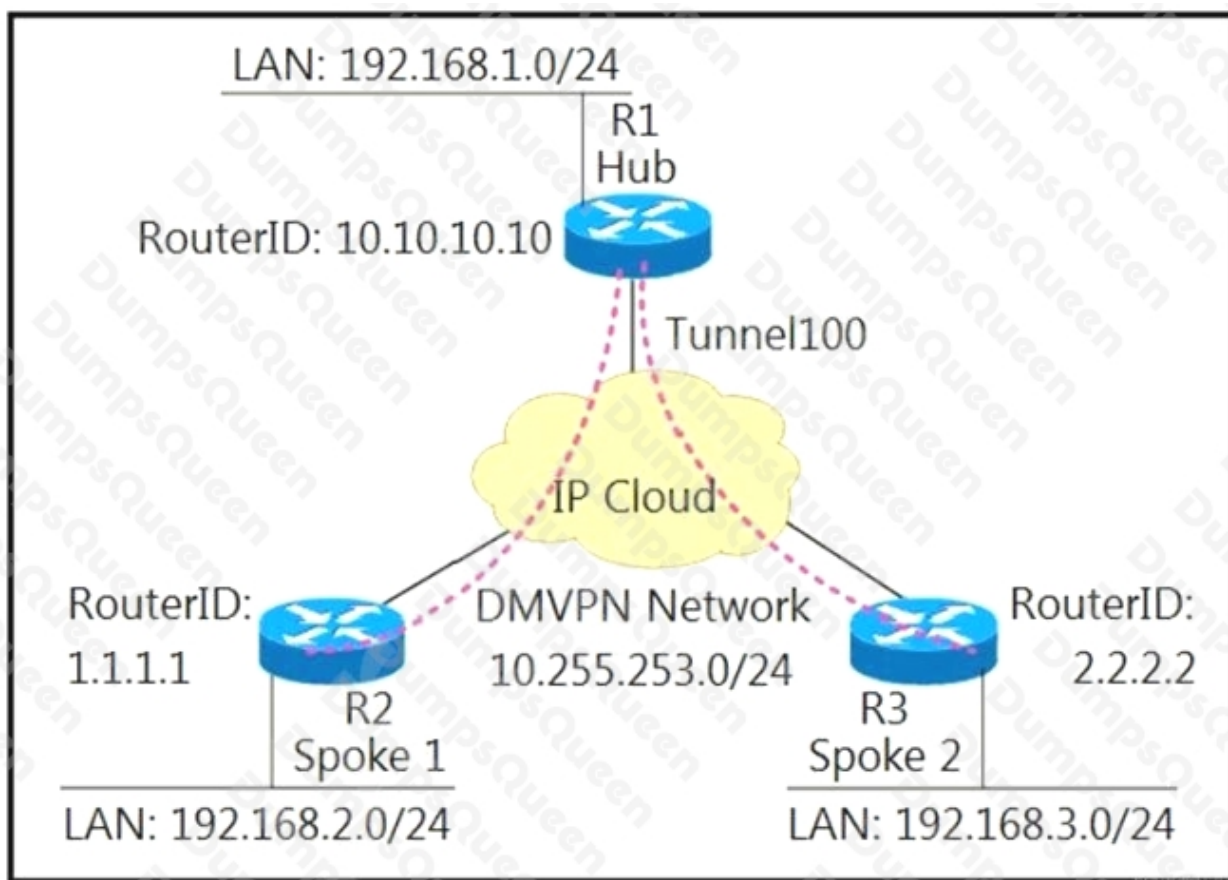 LAN: 192.168.1.0/24
R1
Hub
RouterID: 10.10.10.10
Tunnel100
IP Cloud
RouterID:
1.1.1.1
DMVPN Network
10.255.253.0/24
RouterID:
2.2.2.2
R2
Spoke 1
R3
Spoke 2
LAN: 192.168.2.0/24
LAN: 192.168.3.0/24
DumpsQueen